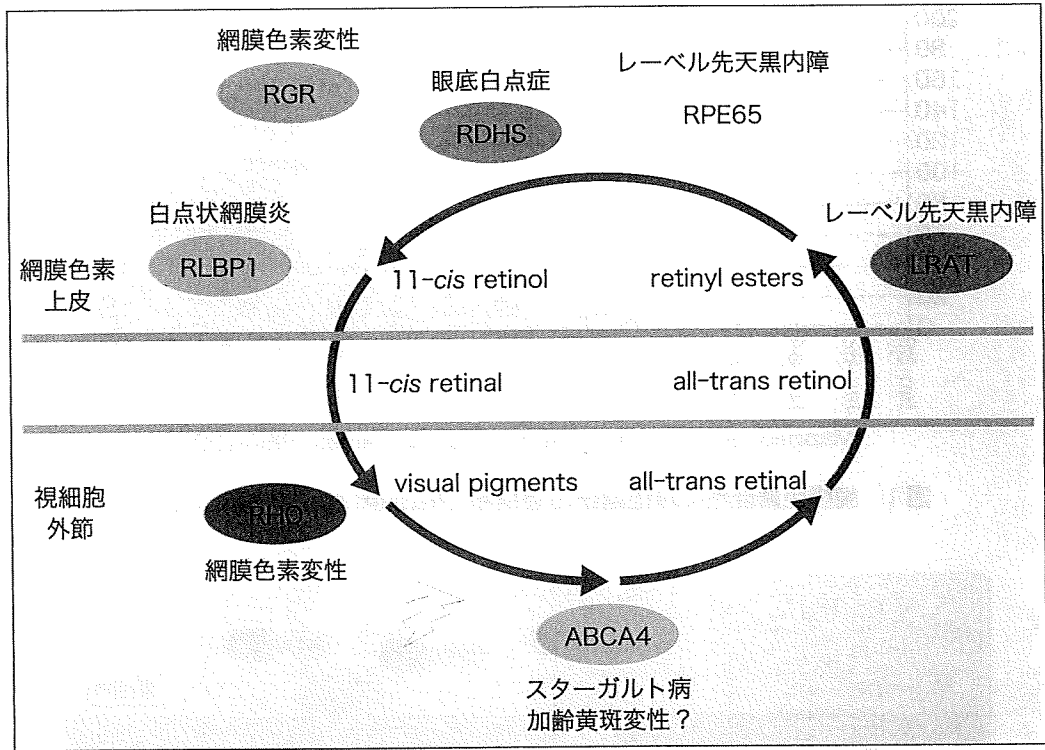 網膜色素変性
RGR
眼底白点症
RDHS
レーベル先天黒内障
RPE65
白点状網膜炎
RLBP1
レーベル先天黒内障
LRAT
網膜色素
上皮
11-cis retinol
retinyl esters
11-cis retinal
all-trans retinol
視細胞
外節
visual pigments
all-trans retinal
RHO
網膜色素変性
ABCA4
スターガルト病
加齢黄斑変性？